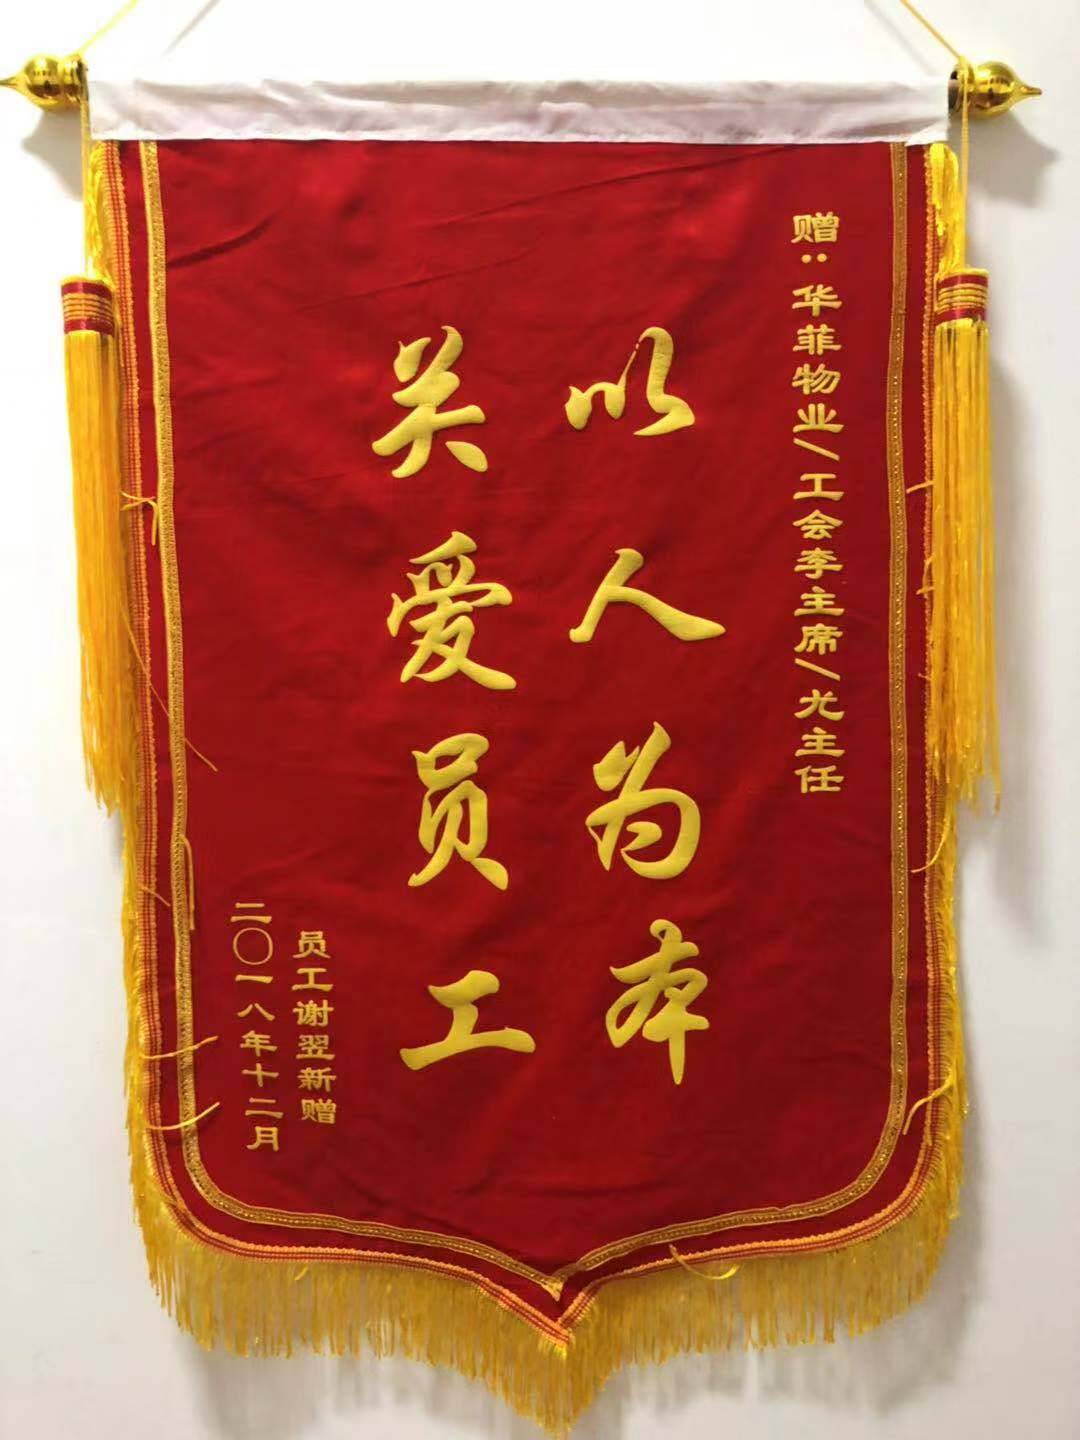 赠：华菲物业/工会李主席/尤主任
以人为本
关爱员工
员工谢翌新赠
二〇一八年十二月